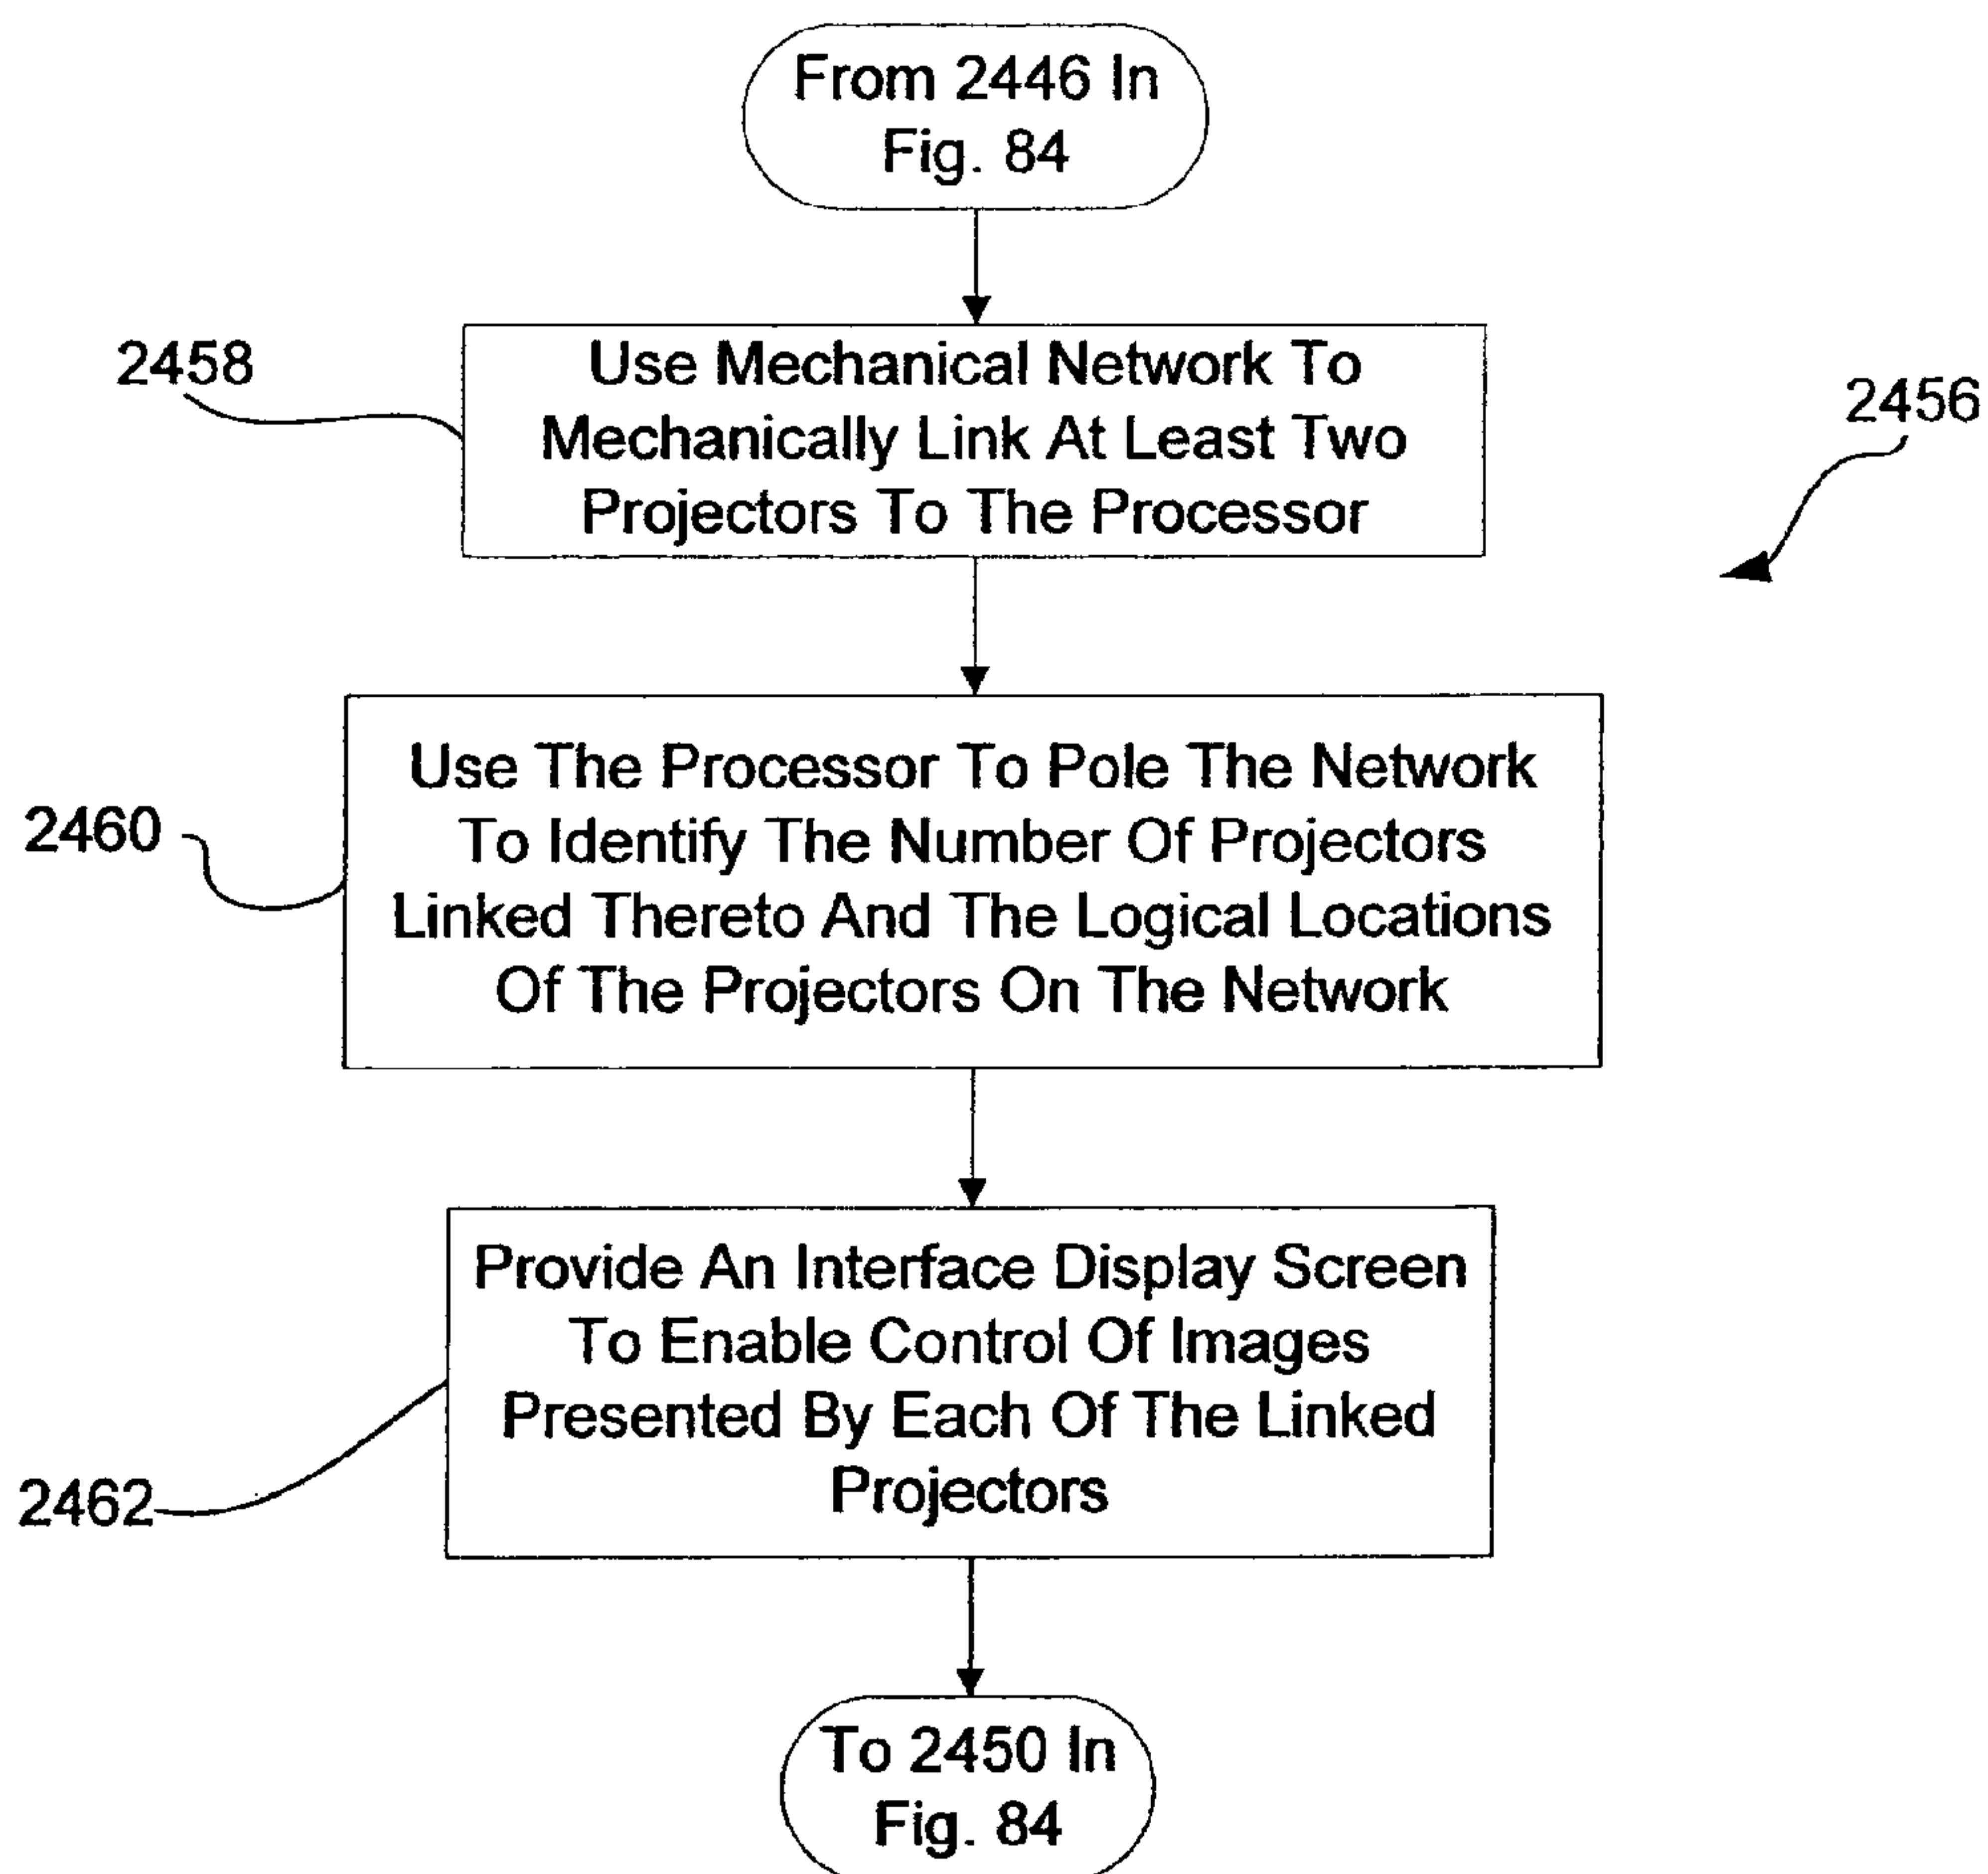 From 2446 In
Fig. 84
2458
Use Mechanical Network To
Mechanically Link At Least Two
Projectors To The Processor
2456
2460
Use The Processor To Pole The Network
To Identify The Number Of Projectors
Linked Thereto And The Logical Locations
Of The Projectors On The Network
2462
Provide An Interface Display Screen
To Enable Control Of Images
Presented By Each Of The Linked
Projectors
To 2450 In
Fig. 84